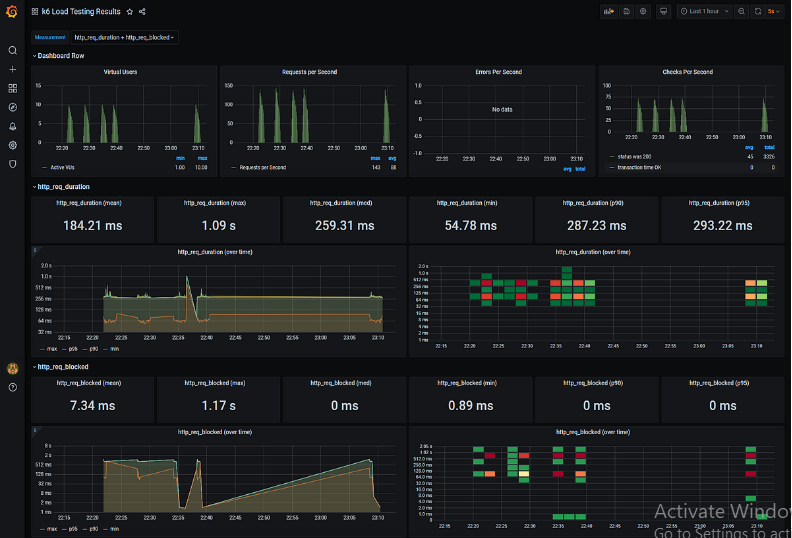 k6 Load Testing Results
Last 1 hour
5s
Measurement http_req_duration + http_req_blocked
Dashboard Row
Virtual Users
15
10
5
0
22:20 22:30 22:40 22:50 23:00 23:10
min max
Active VUs 1.00 10.00
Requests per Second
150
100
50
0
22:20 22:30 22:40 22:50 23:00 23:10
max avg
Requests per Second 143 88
Errors Per Second
1.0
0.5
0
-0.5
-1.0
No data
22:20 22:30 22:40 22:50 23:00 23:10
avg total
Checks Per Second
100
75
50
25
0
22:20 22:30 22:40 22:50 23:00 23:10
avg total
status was 200 45 3326
transaction time OK 0 0
http_req_duration
http_req_duration (mean)
184.21 ms
http_req_duration (max)
1.09 s
http_req_duration (med)
259.31 ms
http_req_duration (min)
54.78 ms
http_req_duration (p90)
287.23 ms
http_req_duration (p95)
293.22 ms
http_req_duration (over time)
2.0 s
1.0 s
512 ms
256 ms
128 ms
64 ms
32 ms
22:15 22:20 22:25 22:30 22:35 22:40 22:45 22:50 22:55 23:00 23:05 23:10
max p95 p90 min
http_req_duration (over time)
2.0 s
1.0 s
512 ms
256 ms
128 ms
64 ms
32 ms
16 ms
8 ms
4 ms
2 ms
1 ms
22:15 22:20 22:25 22:30 22:35 22:40 22:45 22:50 22:55 23:00 23:05 23:10
http_req_blocked
http_req_blocked (mean)
7.34 ms
http_req_blocked (max)
1.17 s
http_req_blocked (med)
0 ms
http_req_blocked (min)
0.89 ms
http_req_blocked (p90)
0 ms
http_req_blocked (p95)
0 ms
http_req_blocked (over time)
8 s
2 s
512 ms
128 ms
32 ms
8 ms
2 ms
1 ms
22:15 22:20 22:25 22:30 22:35 22:40 22:45 22:50 22:55 23:00 23:05 23:10
max p95 p90 min
http_req_blocked (over time)
2.05 s
1.02 s
512.0 ms
256.0 ms
128.0 ms
64.0 ms
32.0 ms
16.0 ms
8.0 ms
4.0 ms
2.0 ms
1.0 ms
0
22:15 22:20 22:25 22:30 22:35 22:40 22:45 22:50 22:55 23:00
Activate Window
Go to Settings to act